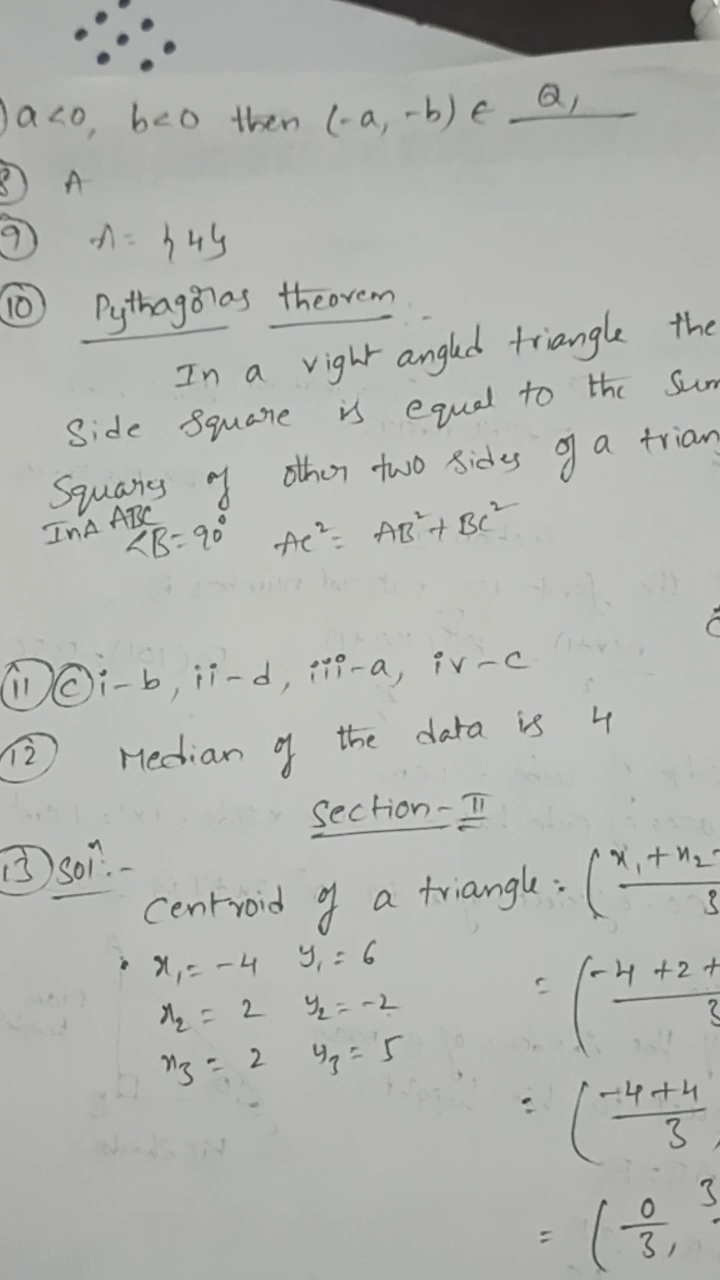 ) a<0, b<0 then (-a, -b) ∈ Q₁
8) A
9) A = {4}
10) Pythagoras theorem
In a right angled triangle the
Side Square is equal to the Sum
Squares of other two sides of a trian
In Δ ABC
∠B = 90° AC² = AB² + BC²
11) C i-b, ii-d, iii-a, iv-c
12) Median of the data is 4
Section-II
13) Solⁿ:-
Centroid of a triangle = (x₁+x₂+ / 3
x₁ = -4 y₁ = 6 = (-4+2+ / 3
x₂ = 2 y₂ = -2
x₃ = 2 y₃ = 5
= (-4+4 / 3,
= (0/3, 3